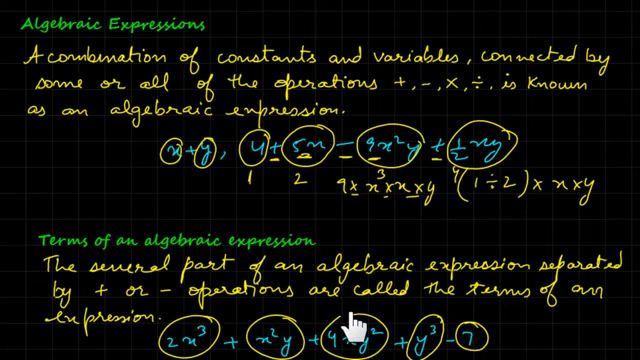 Algebraic Expressions
A combination of constants and variables, connected by
some or all of the operations +, -, ×, ÷, is known
as an algebraic expression.
x + y, 4 + 5x - 9x²y + ½xy
1 2 3 4
9 × x × x × y (1 ÷ 2) × x × y
Terms of an algebraic expression
The several part of an algebraic expression separated
by + or - operations are called the terms of an
expression.
2x³ + x²y + 4xy² + y³ - 7